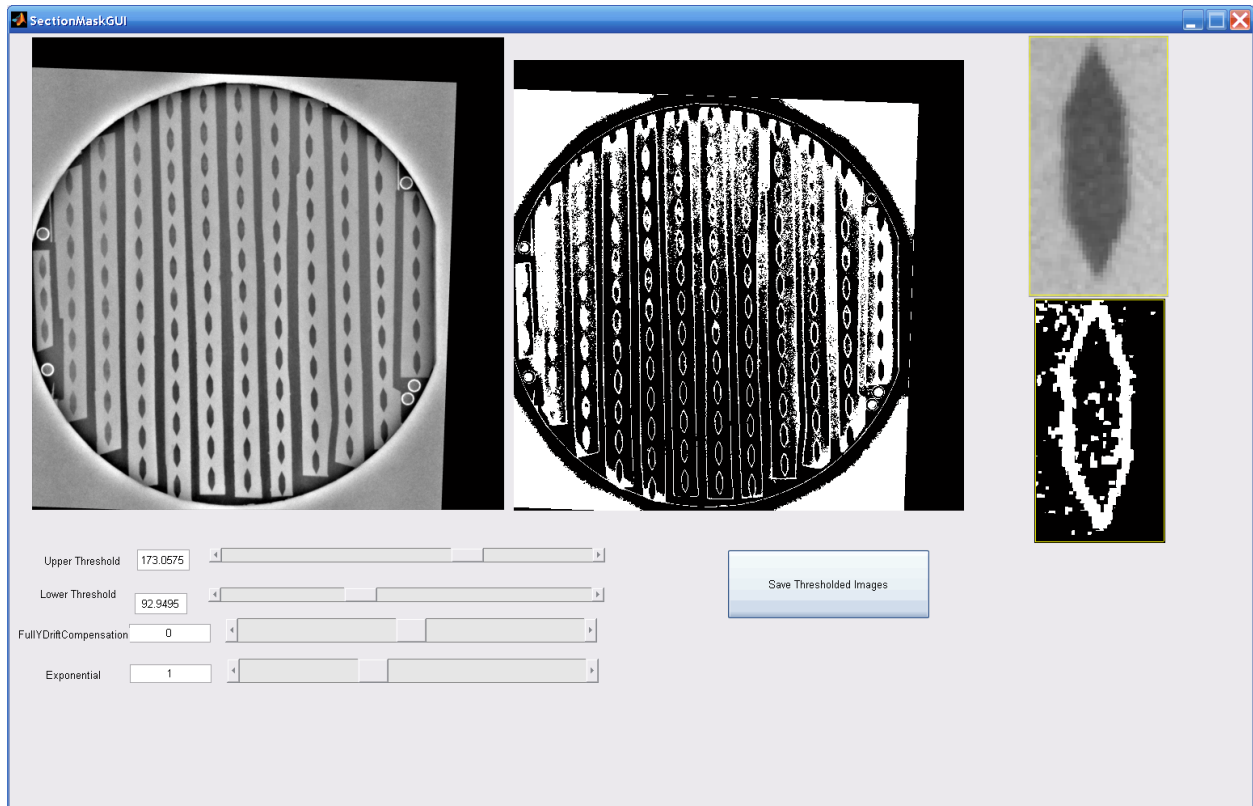 SectionMaskGUI
Upper Threshold
173.0575
Lower Threshold
92.9495
Save Thresholded Images
FullYDriftCompensation
0
Exponential
1